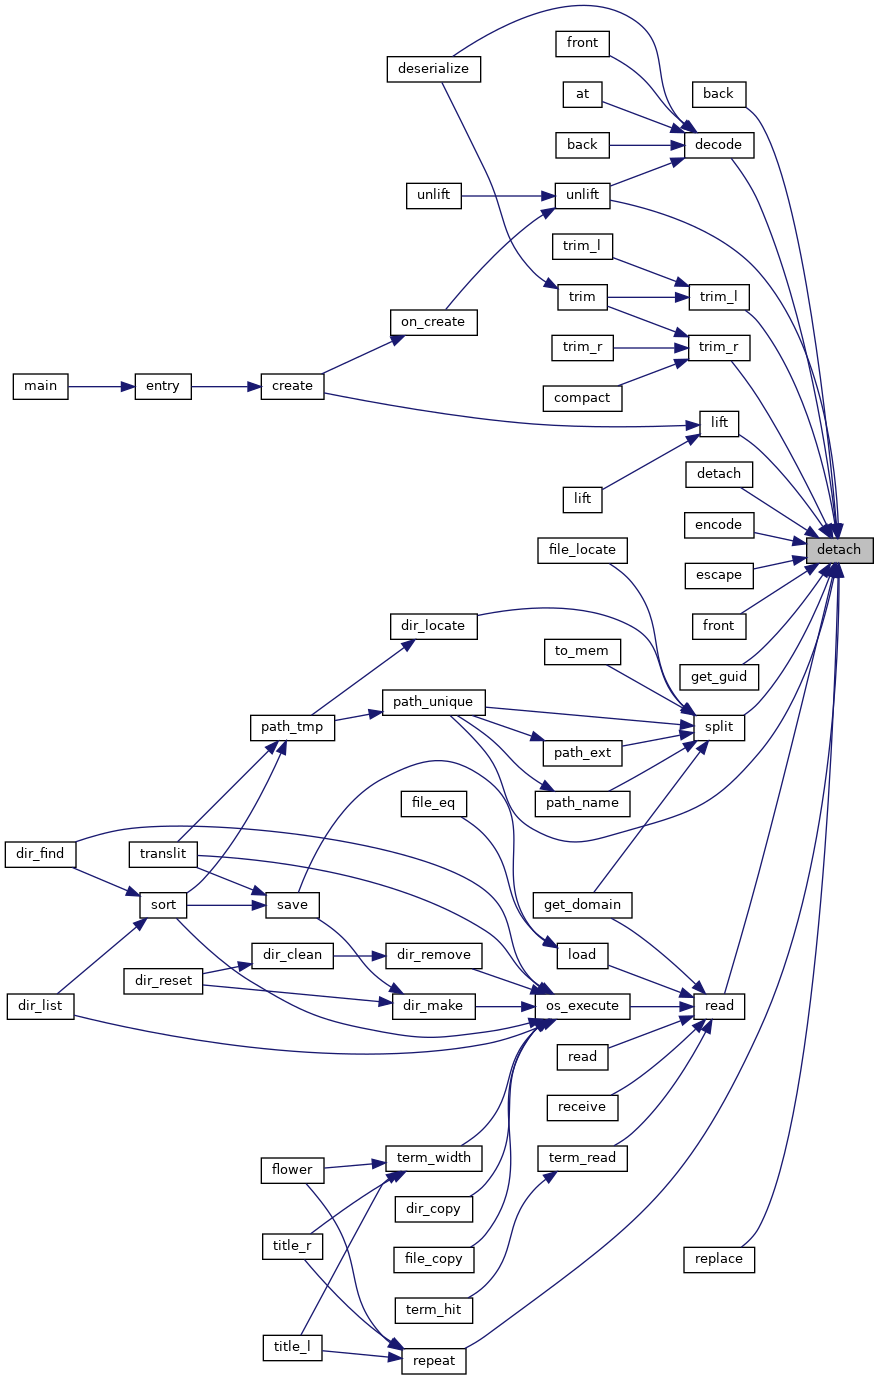 front
deserialize
at
back
decode
back
unlift
unlift
trim_l
trim
trim_l
on_create
trim_r
trim_r
main
entry
create
compact
lift
detach
lift
encode
file_locate
detach
escape
dir_locate
front
to_mem
get_guid
path_unique
path_tmp
split
path_ext
path_name
file_eq
dir_find
translit
sort
save
get_domain
dir_clean
dir_remove
load
dir_reset
dir_list
dir_make
os_execute
read
read
receive
flower
term_width
term_read
dir_copy
title_r
file_copy
replace
term_hit
title_l
repeat